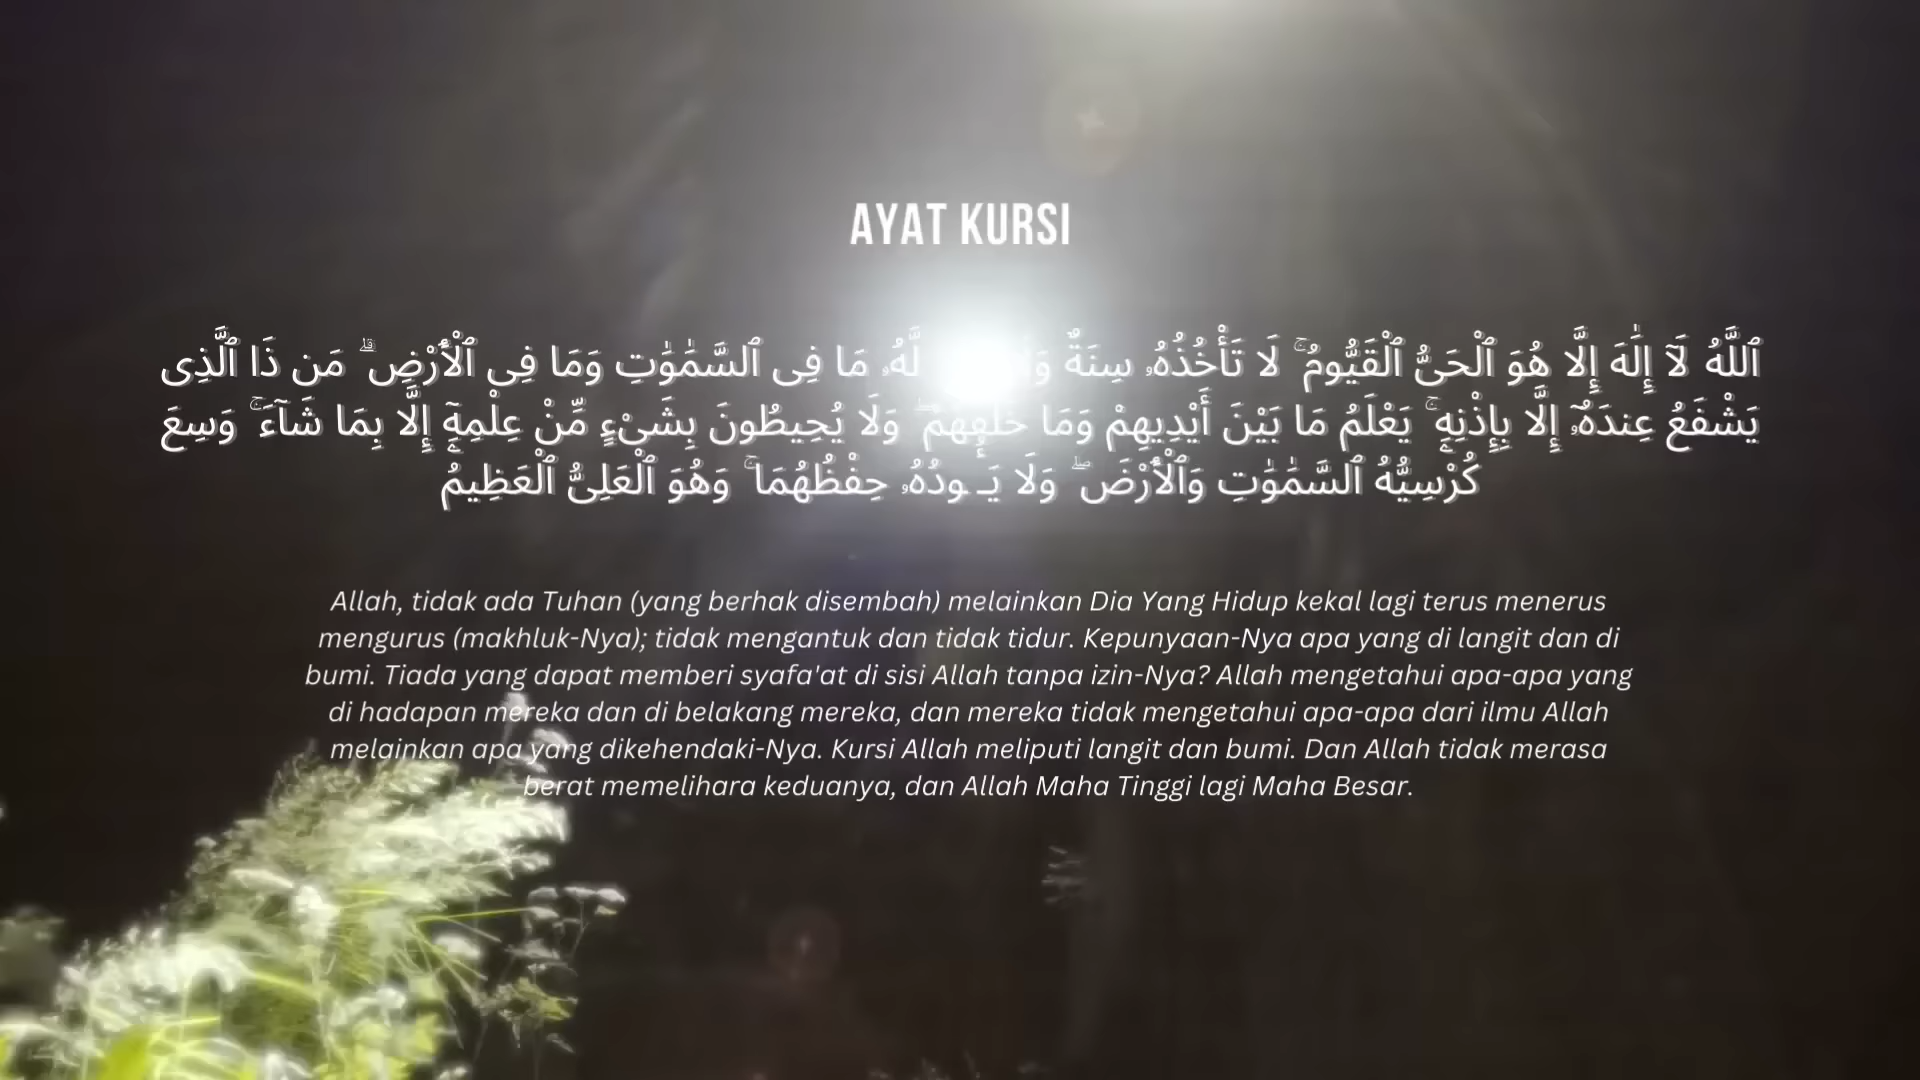 AYAT KURSI
ٱللَّهُ لَآ إِلَٰهَ إِلَّا هُوَ ٱلْحَىُّ ٱلْقَيُّومُ ۚ لَا تَأْخُذُهُۥ سِنَةٌ لَّهُۥ مَا فِى ٱلسَّمَٰوَٰتِ وَمَا فِى ٱلْأَرْضِ ۗ مَن ذَا ٱلَّذِى
يَشْفَعُ عِندَهُۥٓ إِلَّا بِإِذْنِهِۦ ۚ يَعْلَمُ مَا بَيْنَ أَيْدِيهِمْ وَمَا خَلْفَهُمْ ۖ وَلَا يُحِيطُونَ بِشَىْءٍ مِّنْ عِلْمِهِۦٓ إِلَّا بِمَا شَآءَ ۚ وَسِعَ
كُرْسِيُّهُ ٱلسَّمَٰوَٰتِ وَٱلْأَرْضَ ۖ وَلَا يَـودُهُۥ حِفْظُهُمَا ۚ وَهُوَ ٱلْعَلِىُّ ٱلْعَظِيمُ
Allah, tidak ada Tuhan (yang berhak disembah) melainkan Dia Yang Hidup kekal lagi terus menerus
mengurus (makhluk-Nya); tidak mengantuk dan tidak tidur. Kepunyaan-Nya apa yang di langit dan di
bumi. Tiada yang dapat memberi syafa'at di sisi Allah tanpa izin-Nya? Allah mengetahui apa-apa yang
di hadapan mereka dan di belakang mereka, dan mereka tidak mengetahui apa-apa dari ilmu Allah
melainkan apa yang dikehendaki-Nya. Kursi Allah meliputi langit dan bumi. Dan Allah tidak merasa
berat memelihara keduanya, dan Allah Maha Tinggi lagi Maha Besar.